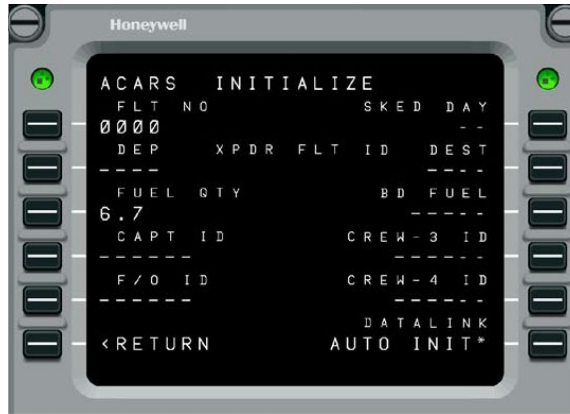 Honeywell
ACARS INITIALIZE
FLT NO SKED DAY
0000 --
DEP XPDR FLT ID DEST
---- ----
FUEL QTY BD FUEL
6.7 -----
CAPT ID CREW-3 ID
------ ------
F/O ID CREW-4 ID
------ ------
DATALINK
<RETURN AUTO INIT*